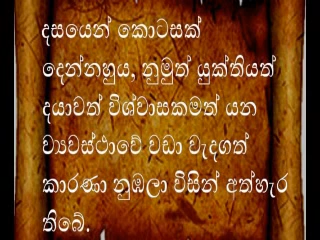 දසයෙන් කොටසක්
දෙන්නහුය, නුමුත් යුක්තියත්
දයාවත් විශ්වාසකමත් යන
ව්‍යවස්ථාවේ වඩා වැදගත්
කාරණා නුඹලා විසින් අත්හැර
තිබේ.